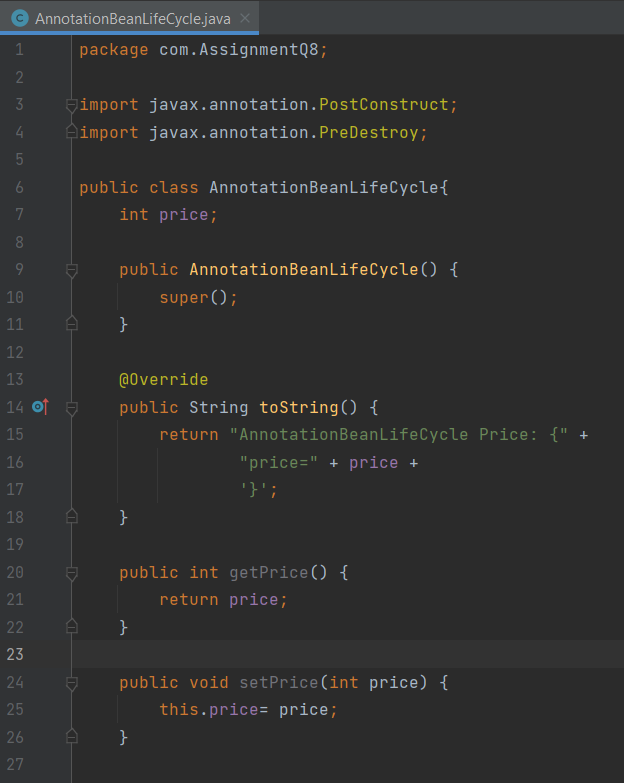 AnnotationBeanLifeCycle.java
1 package com.AssignmentQ8;
2
3 import javax.annotation.PostConstruct;
4 import javax.annotation.PreDestroy;
5
6 public class AnnotationBeanLifeCycle{
7     int price;
8
9     public AnnotationBeanLifeCycle() {
10         super();
11     }
12
13     @Override
14     public String toString() {
15         return "AnnotationBeanLifeCycle Price: {" +
16                 "price=" + price +
17                 '}';
18     }
19
20     public int getPrice() {
21         return price;
22     }
23
24     public void setPrice(int price) {
25         this.price= price;
26     }
27